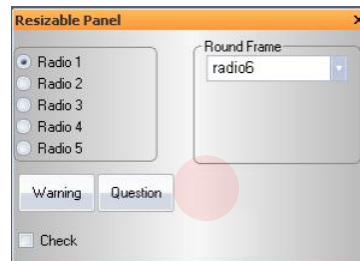 Resizable Panel
Radio 1
Radio 2
Radio 3
Radio 4
Radio 5
Round Frame
radio6
Warning
Question
Check